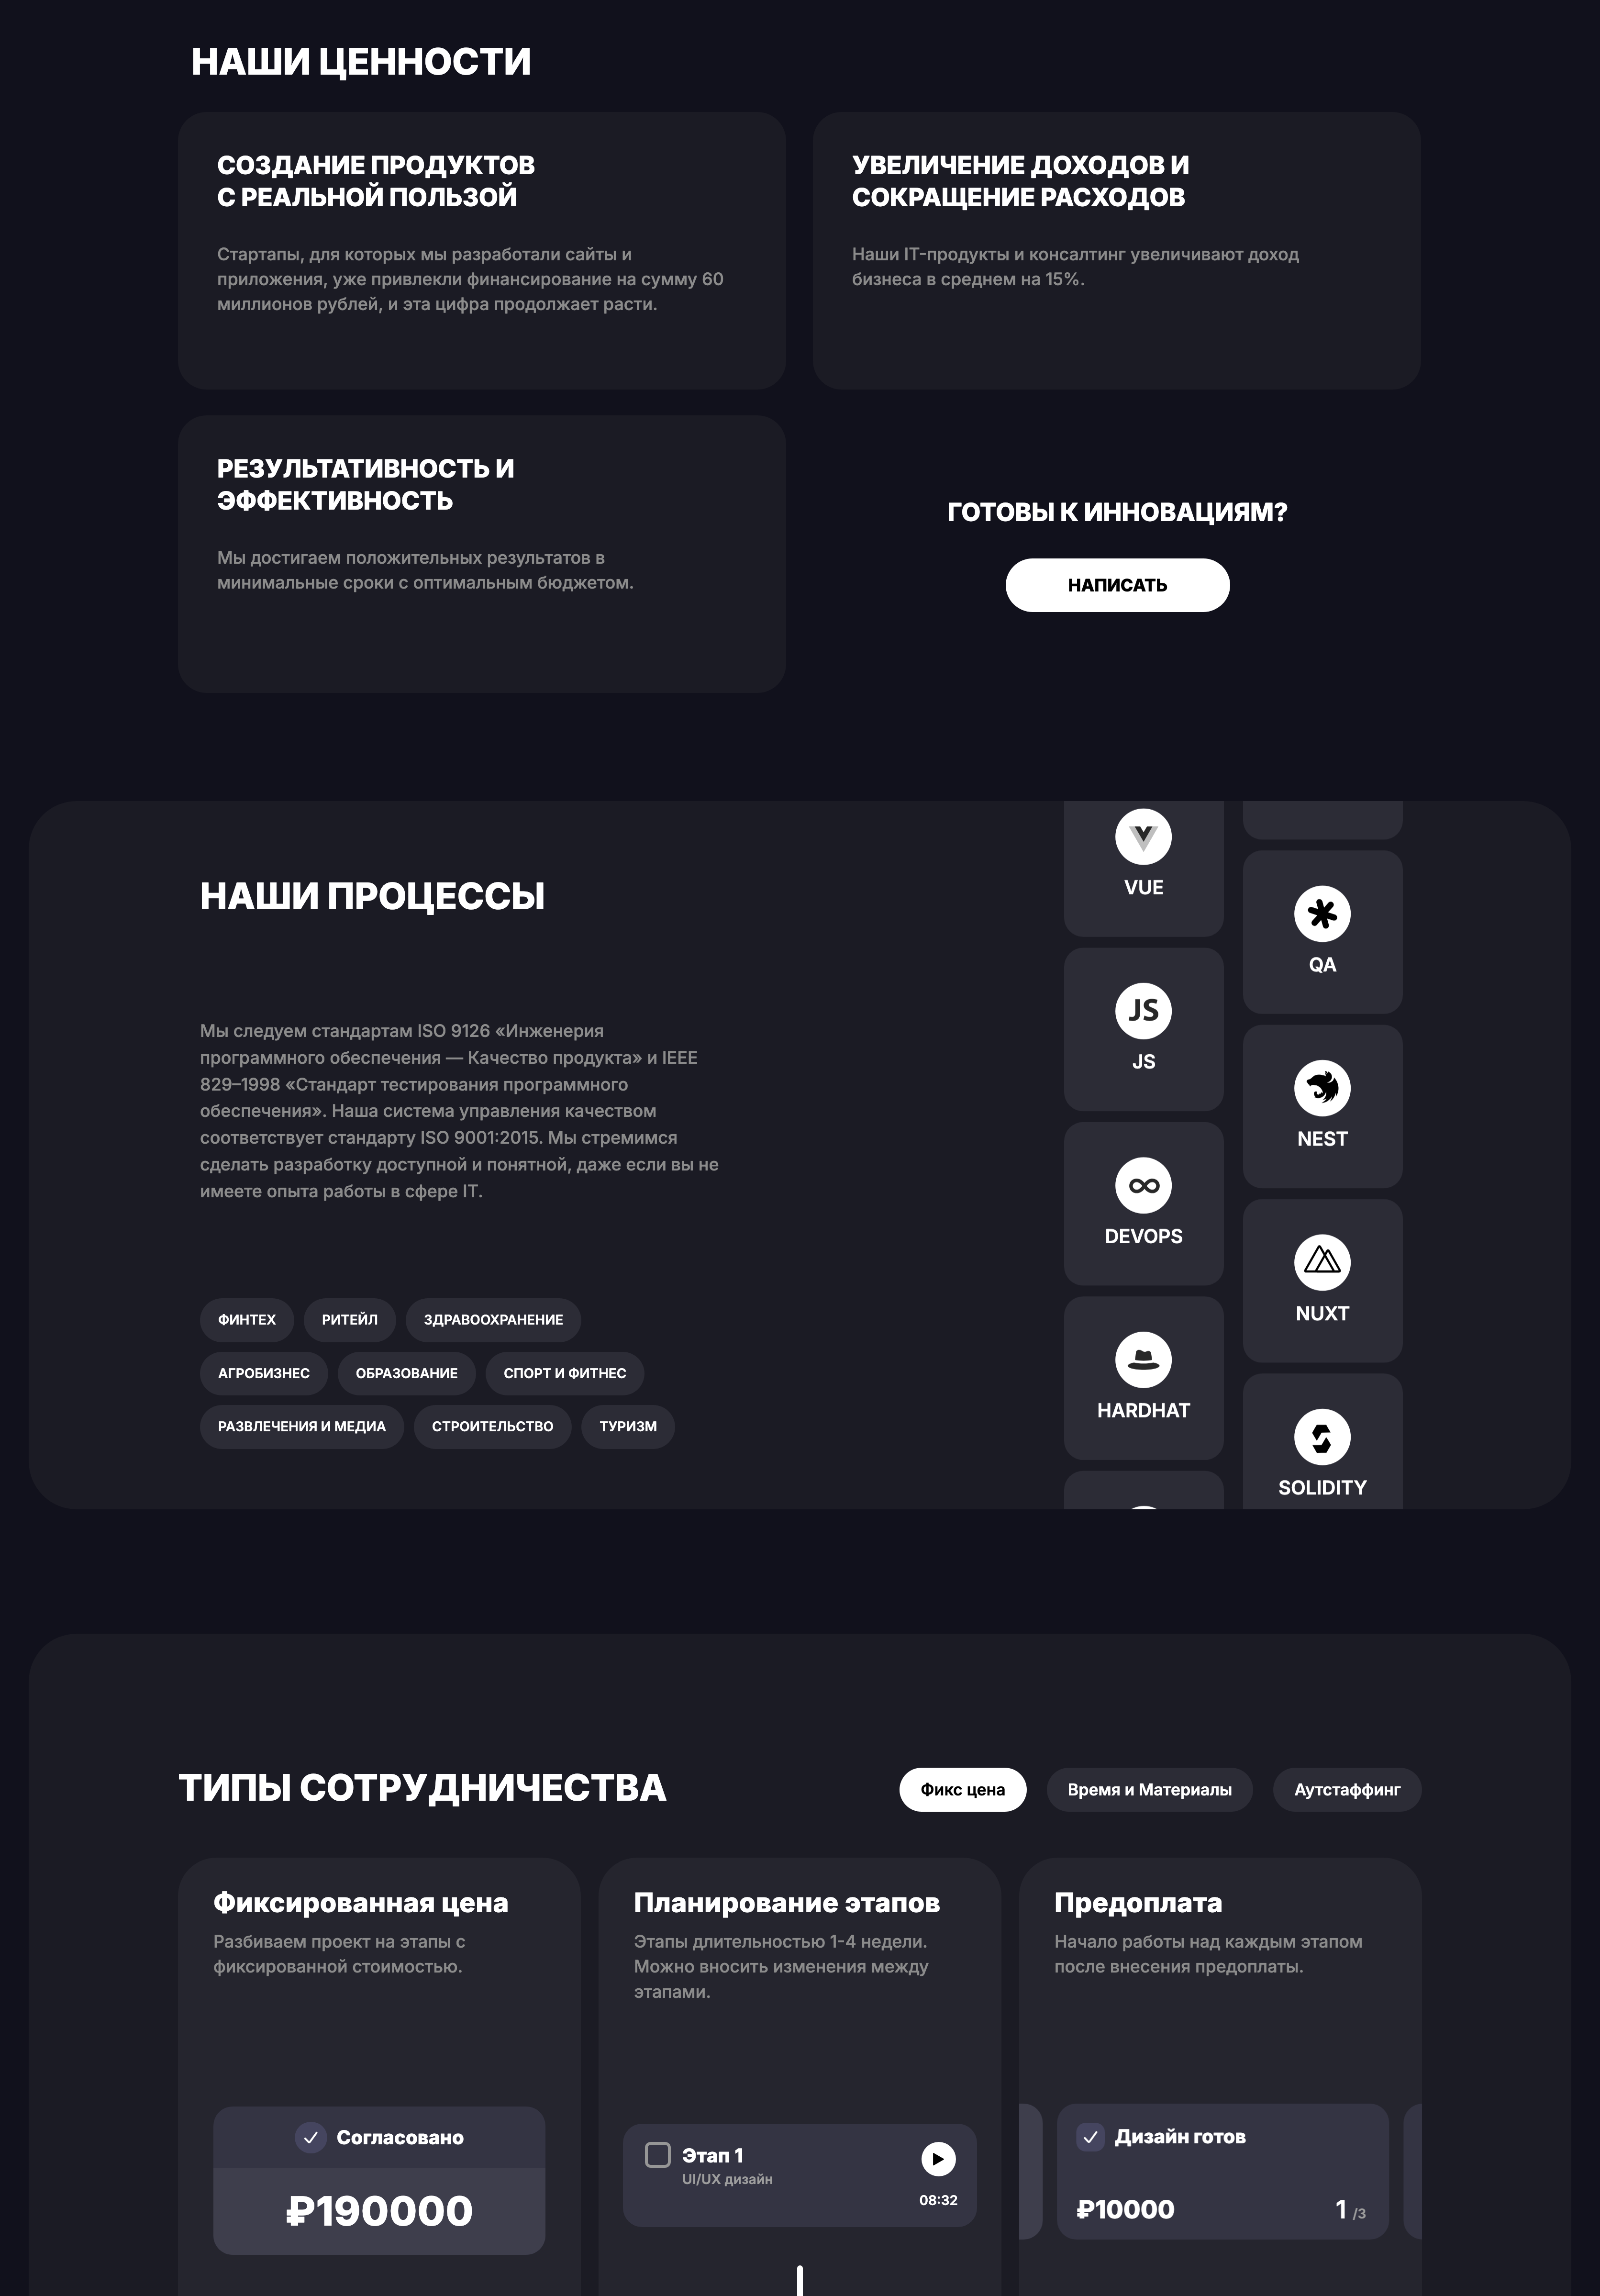 НАШИ ЦЕННОСТИ
СОЗДАНИЕ ПРОДУКТОВ
С РЕАЛЬНОЙ ПОЛЬЗОЙ
Стартапы, для которых мы разработали сайты и
приложения, уже привлекли финансирование на сумму 60
миллионов рублей, и эта цифра продолжает расти.
УВЕЛИЧЕНИЕ ДОХОДОВ И
СОКРАЩЕНИЕ РАСХОДОВ
Наши IT-продукты и консалтинг увеличивают доход
бизнеса в среднем на 15%.
РЕЗУЛЬТАТИВНОСТЬ И
ЭФФЕКТИВНОСТЬ
Мы достигаем положительных результатов в
минимальные сроки с оптимальным бюджетом.
ГОТОВЫ К ИННОВАЦИЯМ?
НАПИСАТЬ
НАШИ ПРОЦЕССЫ
Мы следуем стандартам ISO 9126 «Инженерия
программного обеспечения — Качество продукта» и IEEE
829–1998 «Стандарт тестирования программного
обеспечения». Наша система управления качеством
соответствует стандарту ISO 9001:2015. Мы стремимся
сделать разработку доступной и понятной, даже если вы не
имеете опыта работы в сфере IT.
ФИНТЕХ
РИТЕЙЛ
ЗДРАВООХРАНЕНИЕ
АГРОБИЗНЕС
ОБРАЗОВАНИЕ
СПОРТ И ФИТНЕС
РАЗВЛЕЧЕНИЯ И МЕДИА
СТРОИТЕЛЬСТВО
ТУРИЗМ
VUE
JS
JS
DEVOPS
HARDHAT
QA
NEST
NUXT
SOLIDITY
ТИПЫ СОТРУДНИЧЕСТВА
Фикс цена
Время и Материалы
Аутстаффинг
Фиксированная цена
Разбиваем проект на этапы с
фиксированной стоимостью.
Согласовано
₽190000
Планирование этапов
Этапы длительностью 1-4 недели.
Можно вносить изменения между
этапами.
Этап 1
UI/UX дизайн
08:32
Предоплата
Начало работы над каждым этапом
после внесения предоплаты.
Дизайн готов
₽10000
1 /3